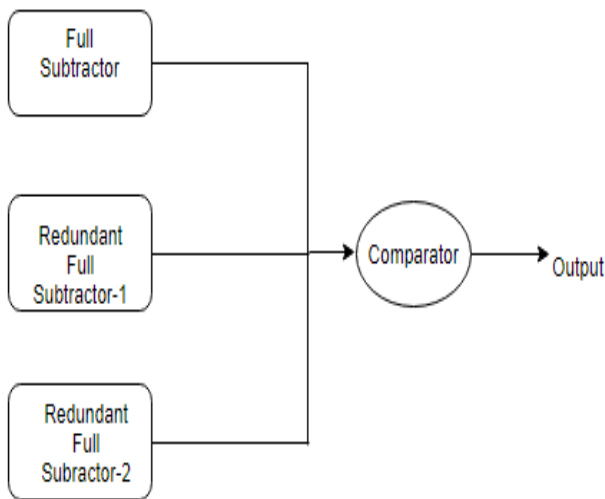 Full
Subtractor
Redundant
Full
Subtractor-1
Comparator
Output
Redundant
Full
Subractor-2